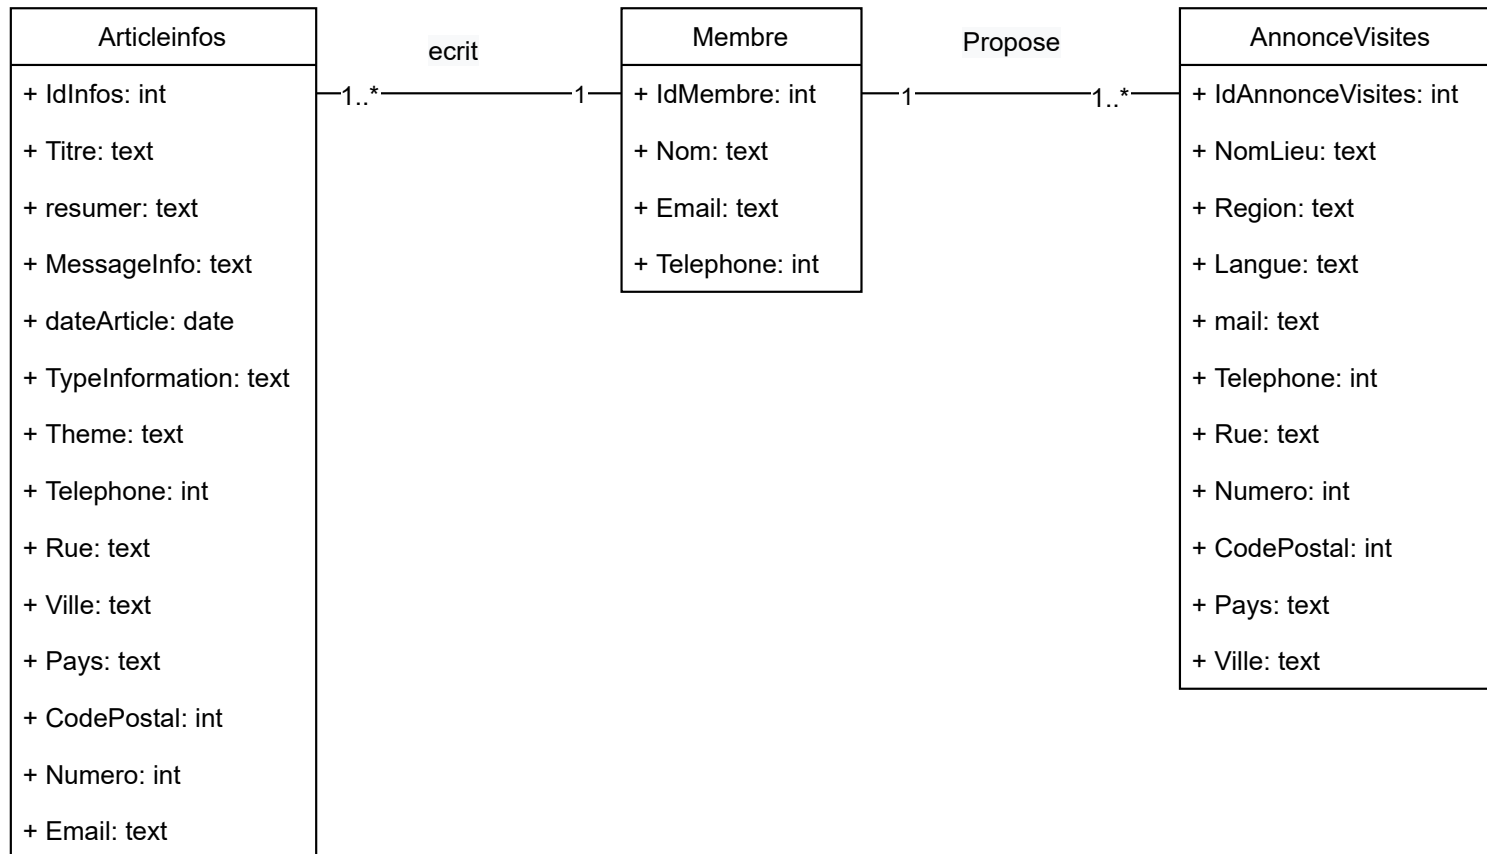 Articleinfos
+ IdInfos: int
+ Titre: text
+ resumer: text
+ MessageInfo: text
+ dateArticle: date
+ TypeInformation: text
+ Theme: text
+ Telephone: int
+ Rue: text
+ Ville: text
+ Pays: text
+ CodePostal: int
+ Numero: int
+ Email: text
ecrit
1..*
1
Membre
+ IdMembre: int
+ Nom: text
+ Email: text
+ Telephone: int
Propose
1
1..*
AnnonceVisites
+ IdAnnonceVisites: int
+ NomLieu: text
+ Region: text
+ Langue: text
+ mail: text
+ Telephone: int
+ Rue: text
+ Numero: int
+ CodePostal: int
+ Pays: text
+ Ville: text